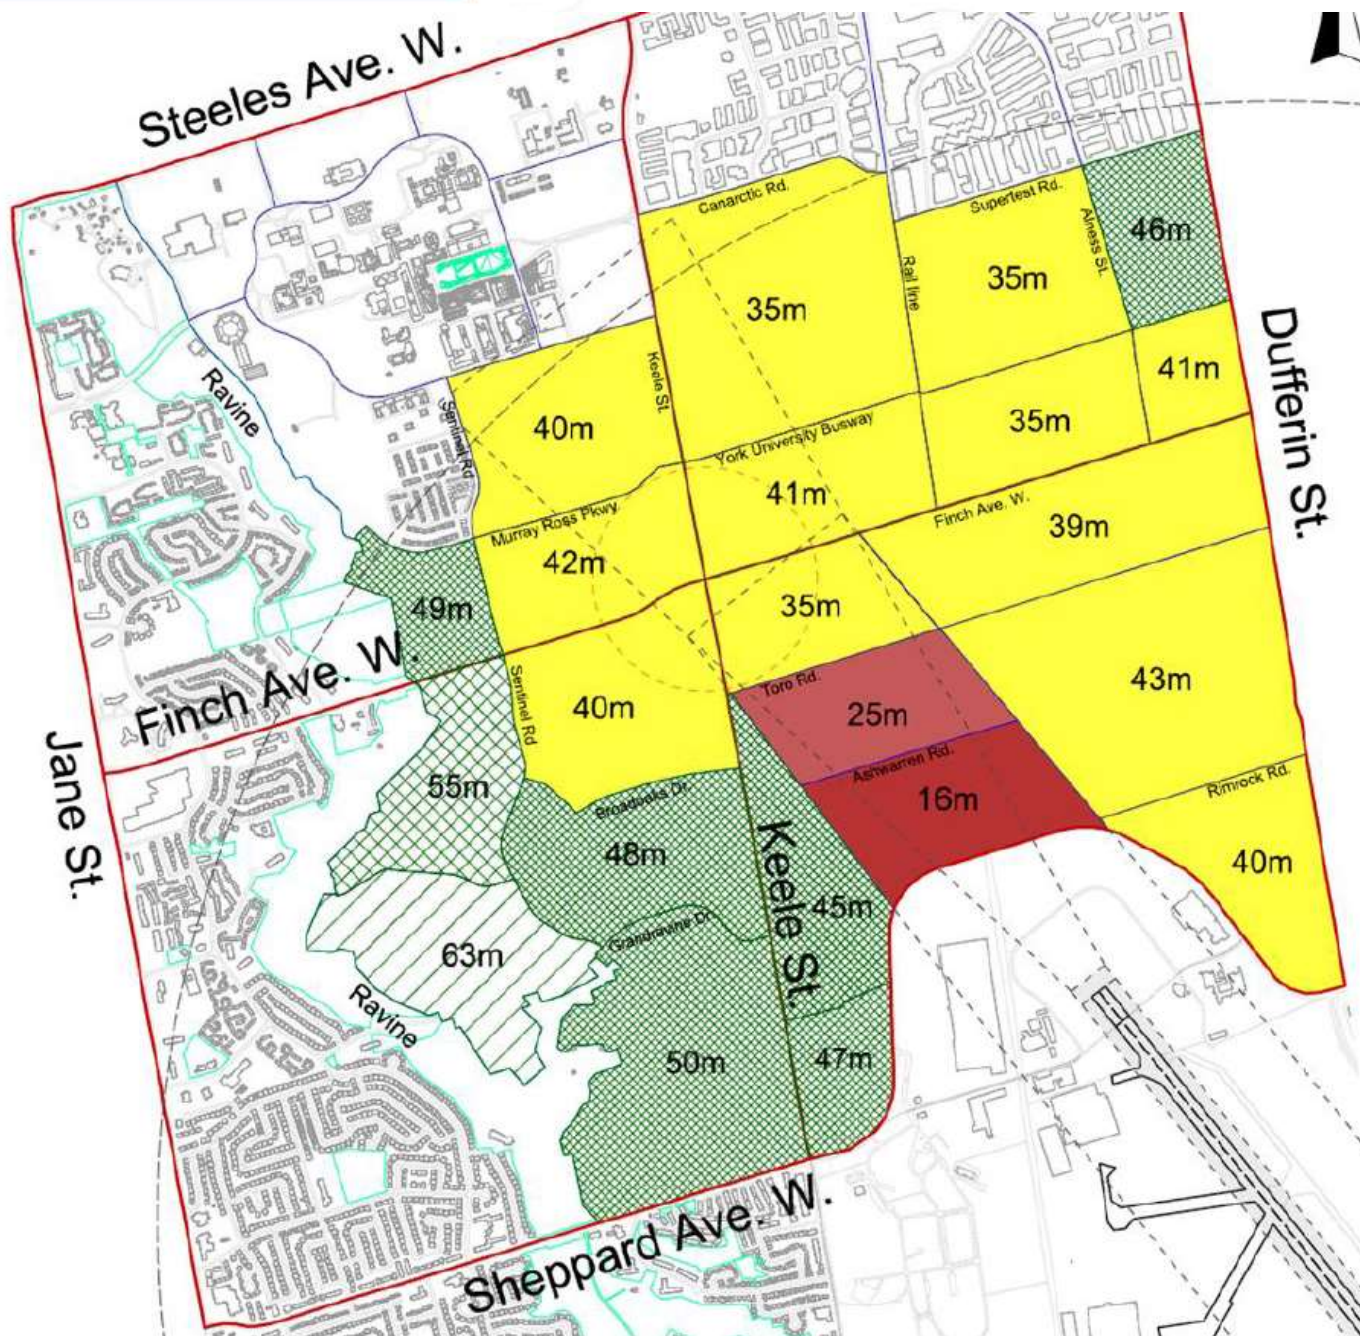 Steeles Ave. W.
Canarctic Rd.
Supertest Rd.
Alness St.
46m
Rail line
35m
35m
Dufferin St.
Ravine
Keele St.
41m
Sentinel Rd
40m
York University Busway
35m
41m
Finch Ave. W.
39m
Murray Ross Pkwy.
42m
49m
35m
Finch Ave. W.
Sentinel Rd
Toro Rd.
43m
40m
25m
Jane St.
55m
Ashwarren Rd.
Rimrock Rd.
Broadoaks Dr.
16m
48m
Keele St.
40m
45m
Grandravine Dr.
63m
Ravine
50m
47m
Sheppard Ave. W.